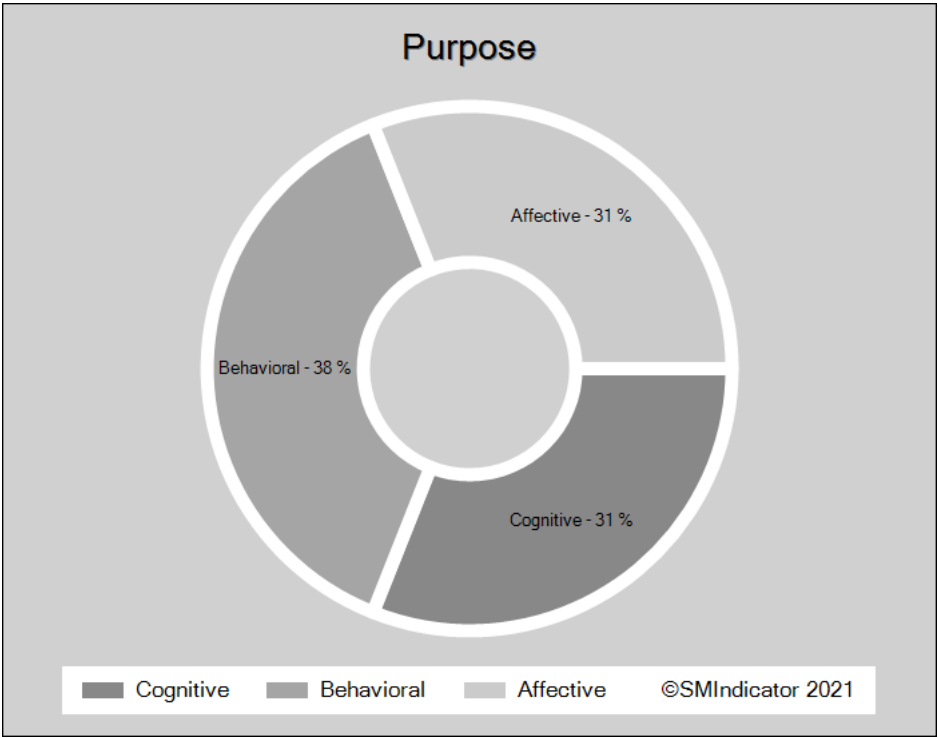 Purpose
Affective - 31 %
Behavioral - 38 %
Cognitive - 31 %
Cognitive Behavioral Affective ©SMIndicator 2021